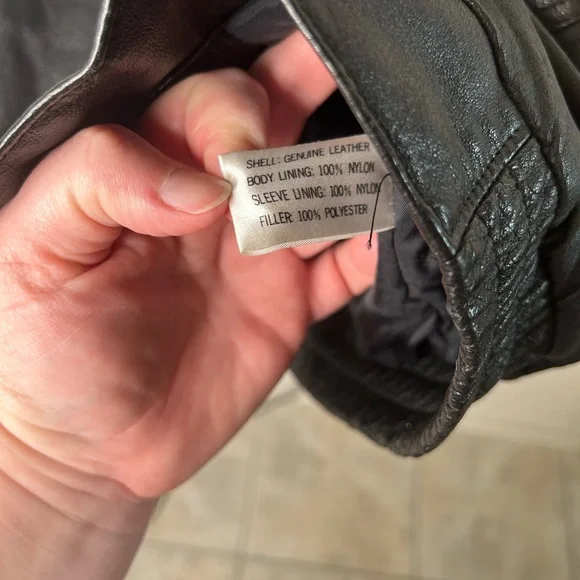 SHELL: GENUINE LEATHER
BODY LINING: 100% NYLON
SLEEVE LINING: 100% NYLON
FILLER: 100% POLYESTER